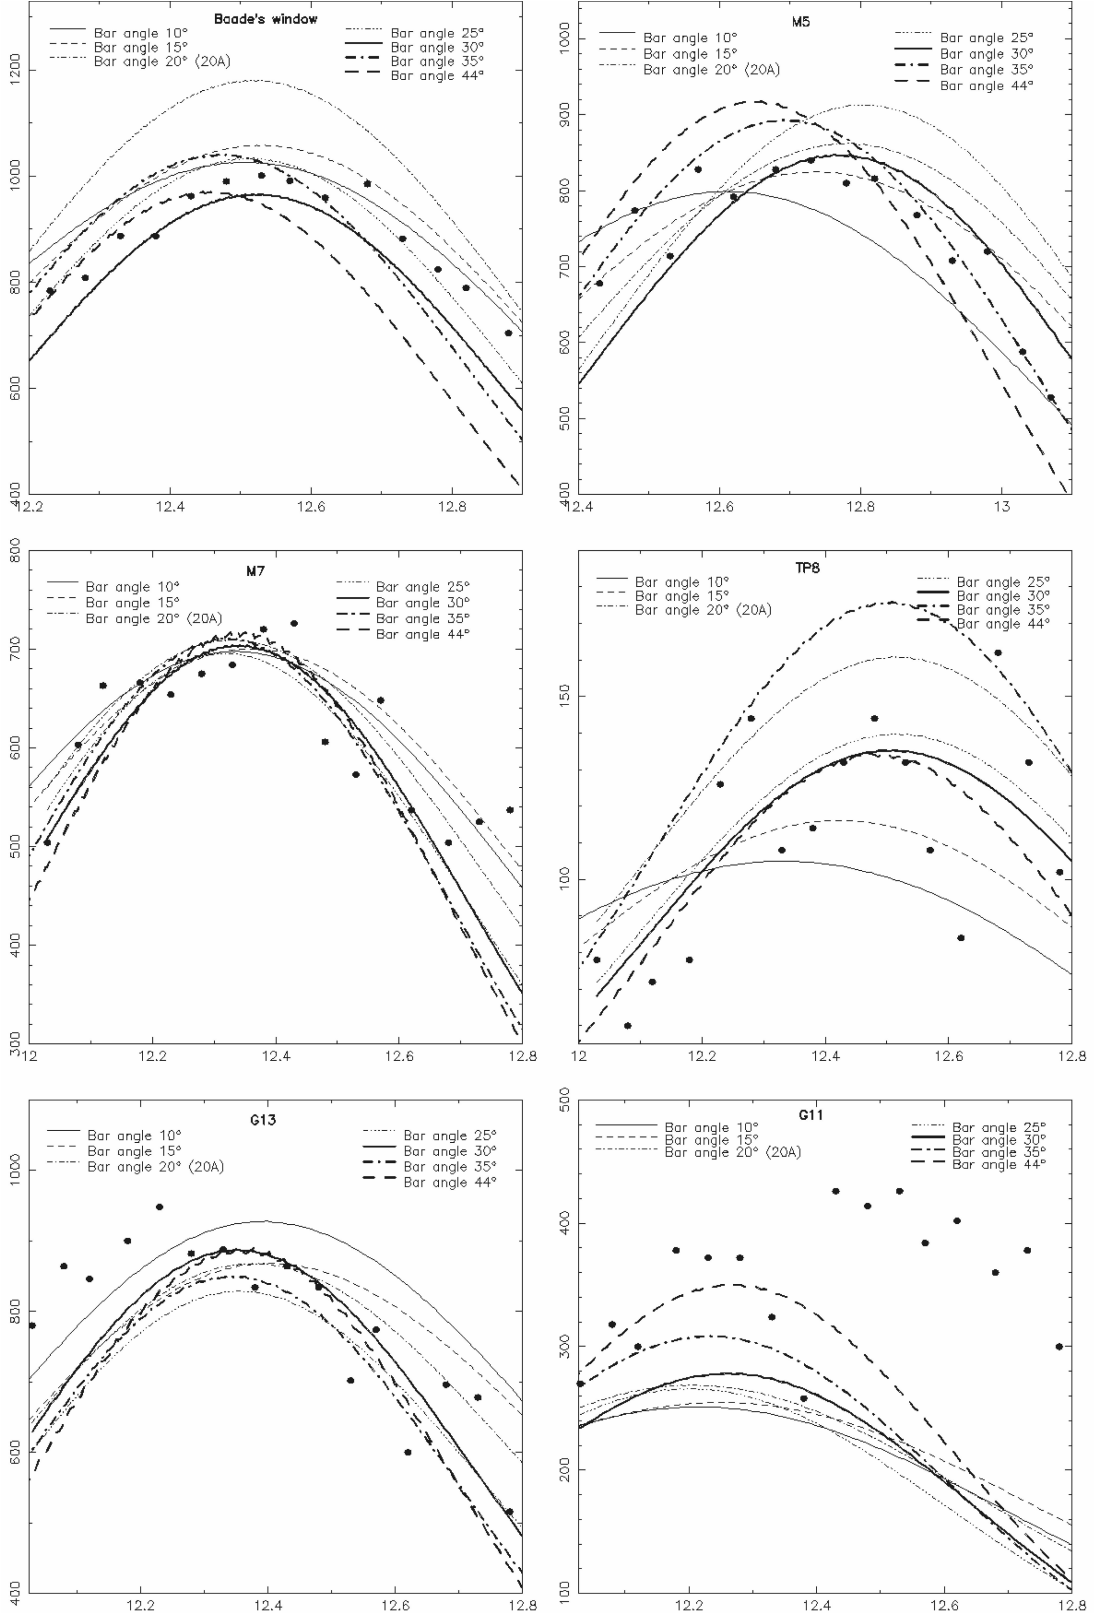 Baade's window
Bar angle 10°
Bar angle 15°
Bar angle 20° (20A)
Bar angle 25°
Bar angle 30°
Bar angle 35°
Bar angle 44°
1200
1000
800
600
400
12.2 12.4 12.6 12.8
M5
Bar angle 10°
Bar angle 15°
Bar angle 20° (20A)
Bar angle 25°
Bar angle 30°
Bar angle 35°
Bar angle 44°
1000
900
800
700
600
500
400
12.4 12.6 12.8 13
M7
Bar angle 10°
Bar angle 15°
Bar angle 20° (20A)
Bar angle 25°
Bar angle 30°
Bar angle 35°
Bar angle 44°
800
700
600
500
400
300
12 12.2 12.4 12.6 12.8
TP8
Bar angle 10°
Bar angle 15°
Bar angle 20° (20A)
Bar angle 25°
Bar angle 30°
Bar angle 35°
Bar angle 44°
150
100
12 12.2 12.4 12.6 12.8
G13
Bar angle 10°
Bar angle 15°
Bar angle 20° (20A)
Bar angle 25°
Bar angle 30°
Bar angle 35°
Bar angle 44°
1000
800
600
400
12.2 12.4 12.6 12.8
G11
Bar angle 10°
Bar angle 15°
Bar angle 20° (20A)
Bar angle 25°
Bar angle 30°
Bar angle 35°
Bar angle 44°
500
400
300
200
100
12.2 12.4 12.6 12.8